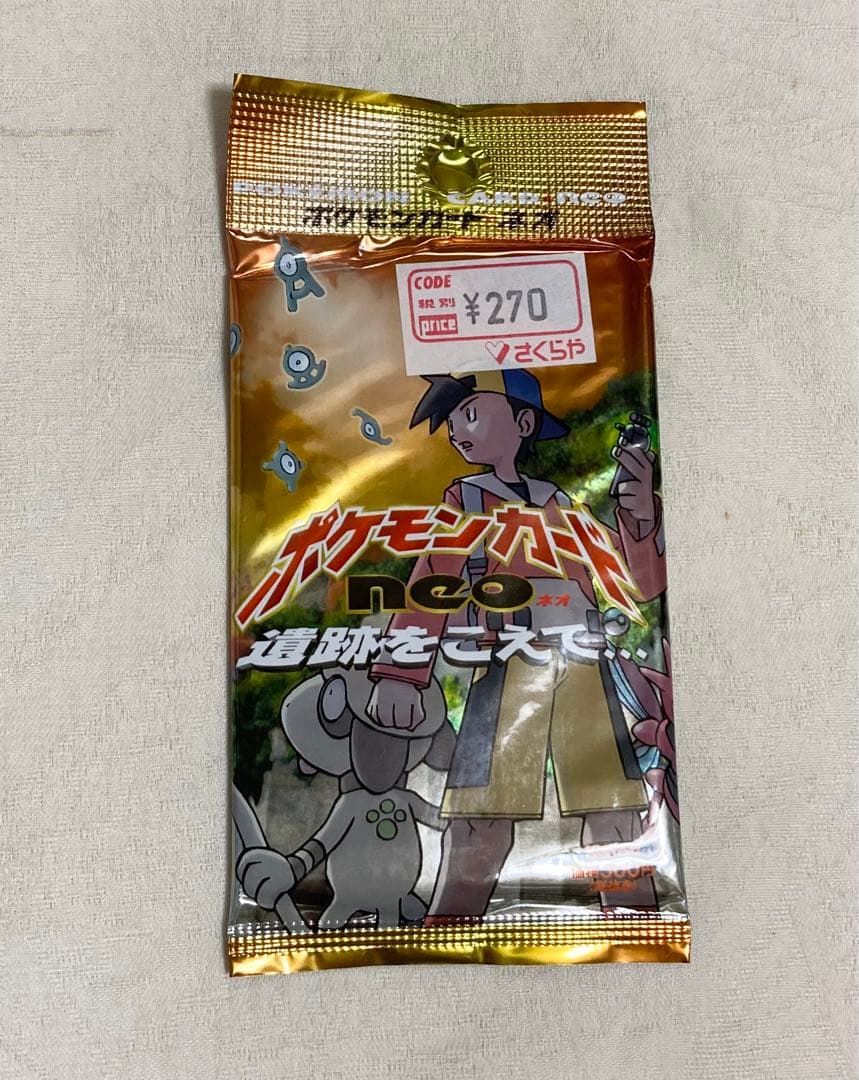 POKÉMON CARD neo
ポケモンカード ネオ
CODE
税別
price
¥270
さくらや
ポケモンカード
neo ネオ
遺跡をこえて...